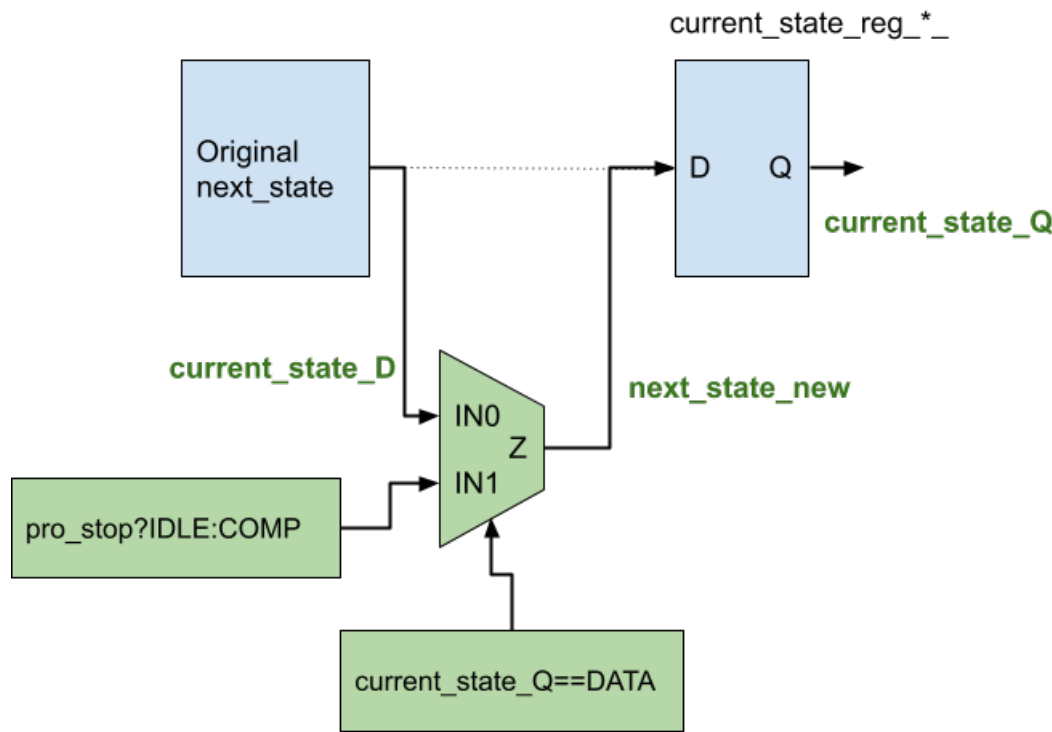 current_state_reg_*_
Original
next_state
D
Q
current_state_Q
current_state_D
next_state_new
IN0
Z
IN1
pro_stop?IDLE:COMP
current_state_Q==DATA